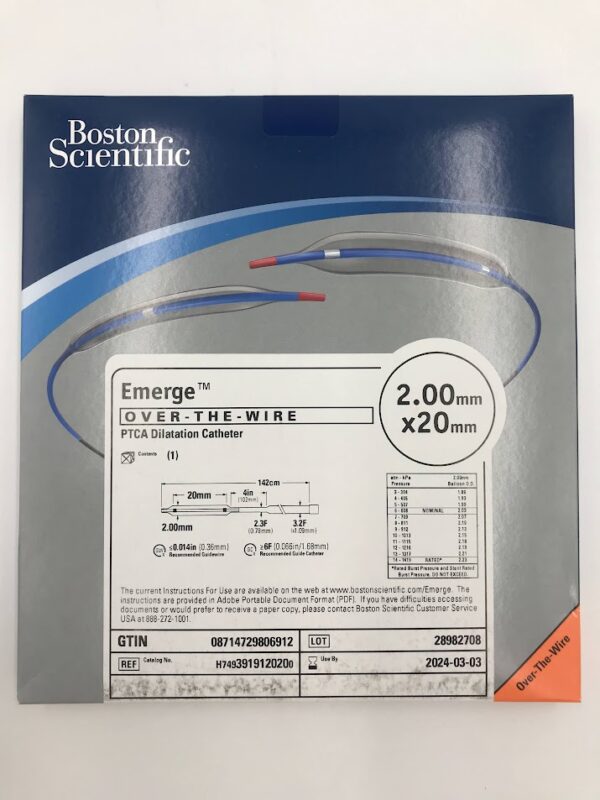 Boston
Scientific
Emerge™
OVER-THE-WIRE
PTCA Dilatation Catheter
2.00mm
x20mm
Contents (1)
142cm
20mm
4in
(102mm)
2.00mm
2.3F
3.2F
(0.78mm)
(1.09mm)
≤0.014in (0.36mm)
Recommended Guidewire
≥6F (0.066in/1.68mm)
Recommended Guide Catheter
atm - kPa
Pressure
2.00mm
Balloon O.D.
NOMINAL
RATED*
*Rated Burst Pressure
Burst Pressure. DO NOT EXCEED.
The current Instructions For Use are available on the web at www.bostonscientific.com/Emerge. The
instructions are provided in Adobe Portable Document Format (PDF). If you have difficulties accessing
documents or would prefer to receive a paper copy, please contact Boston Scientific Customer Service
USA at 888-272-1001.
GTIN 08714729806912
LOT 28982708
REF Catalog No. H7493919120200
Use By 2024-03-03
Over-The-Wire